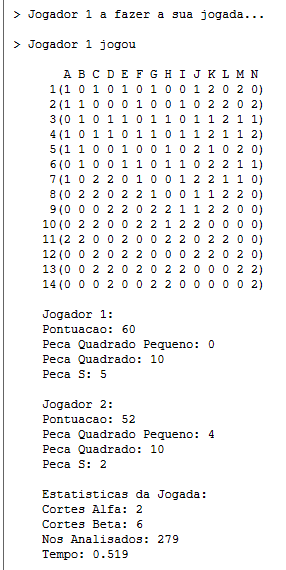 > Jogador 1 a fazer a sua jogada...
> Jogador 1 jogou
A B C D E F G H I J K L M N
1(1 0 1 0 1 0 1 0 0 1 2 0 2 0)
2(1 1 0 0 0 1 0 0 1 0 2 2 0 2)
3(0 1 0 1 1 0 1 1 0 1 1 2 1 1)
4(1 0 1 1 0 1 1 0 1 1 2 1 1 2)
5(1 1 0 0 1 0 0 1 0 2 1 0 2 0)
6(0 1 0 0 1 1 0 1 1 0 2 2 1 1)
7(1 0 2 2 0 1 0 0 1 2 2 1 1 0)
8(0 2 2 0 2 2 1 0 0 1 1 2 2 0)
9(0 0 0 2 2 0 2 2 1 1 2 2 0 0)
10(0 2 2 0 0 2 2 1 2 2 0 0 0 0)
11(2 2 0 0 2 0 0 2 2 0 2 2 0 0)
12(0 0 2 0 2 2 0 0 0 2 2 0 2 0)
13(0 0 2 2 0 2 0 2 2 0 0 0 2 2)
14(0 0 0 2 0 0 2 2 0 0 0 0 0 2)
Jogador 1:
Pontuacao: 60
Peca Quadrado Pequeno: 0
Peca Quadrado: 10
Peca S: 5
Jogador 2:
Pontuacao: 52
Peca Quadrado Pequeno: 4
Peca Quadrado: 10
Peca S: 2
Estatisticas da Jogada:
Cortes Alfa: 2
Cortes Beta: 6
Nos Analisados: 279
Tempo: 0.519